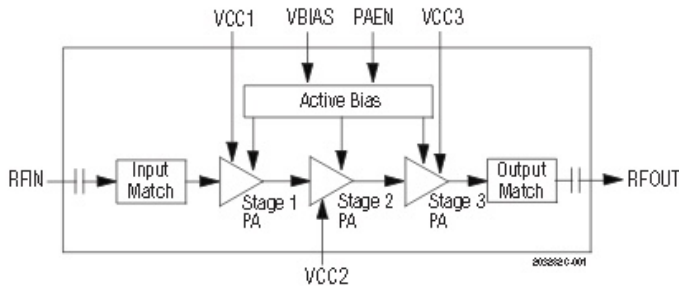 VCC1 VBIAS PAEN VCC3
Active Bias
RFIN
Input
Match
Stage 1
PA
Stage 2
PA
Stage 3
PA
Output
Match
RFOUT
VCC2